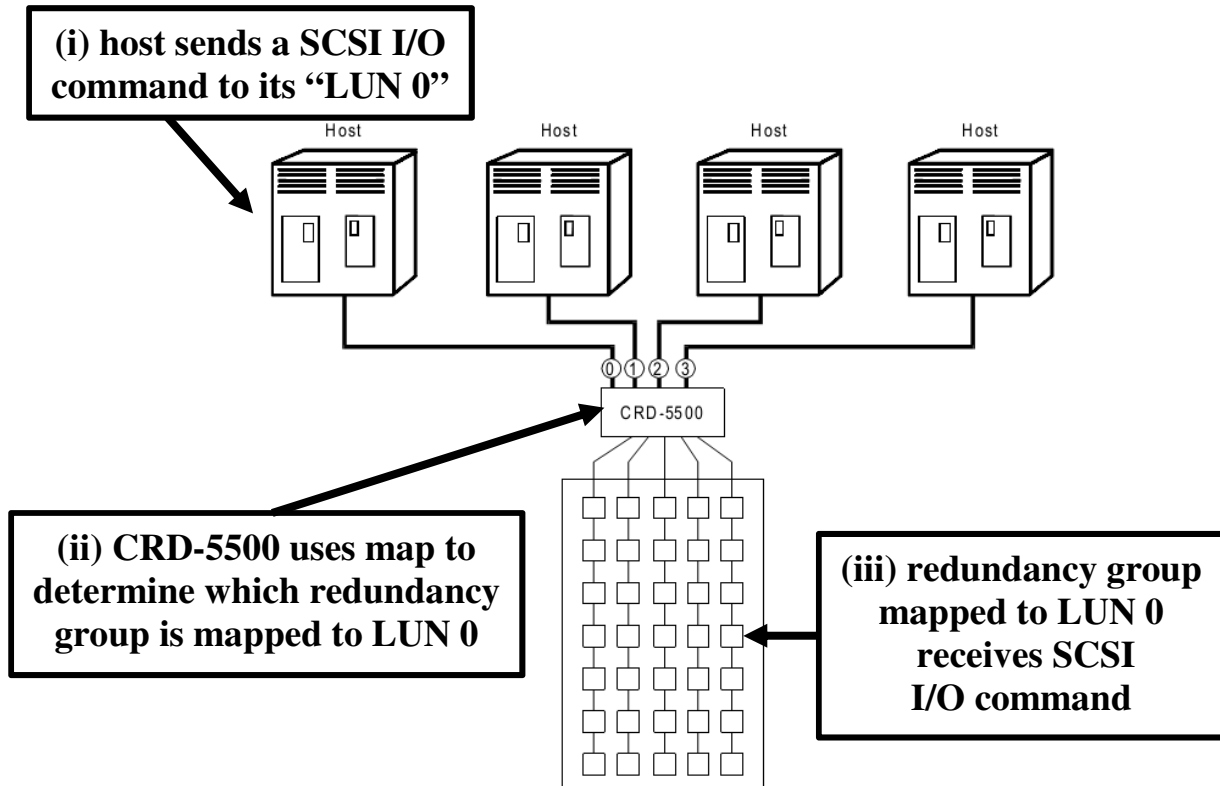 (i) host sends a SCSI I/O
command to its “LUN 0”
Host
Host
Host
Host
0
1
2
3
CRD-5500
(ii) CRD-5500 uses map to
determine which redundancy
group is mapped to LUN 0
(iii) redundancy group
mapped to LUN 0
receives SCSI
I/O command